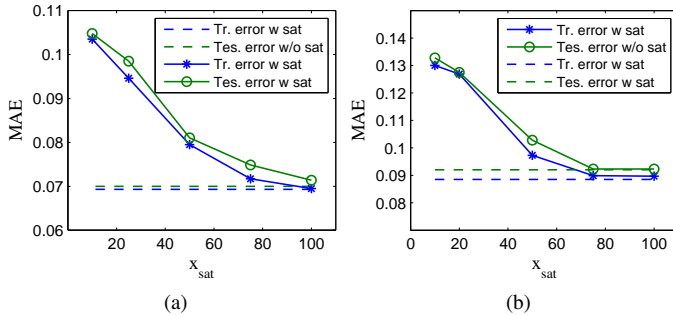 0.11
0.1
0.09
0.08
0.07
0.06
MAE
20 40 60 80 100
x_sat
Tr. error w sat
Tes. error w/o sat
Tr. error w sat
Tes. error w sat
(a)
0.14
0.13
0.12
0.11
0.1
0.09
0.08
MAE
0 20 40 60 80 100
x_sat
Tr. error w sat
Tes. error w/o sat
Tr. error w sat
Tes. error w sat
(b)